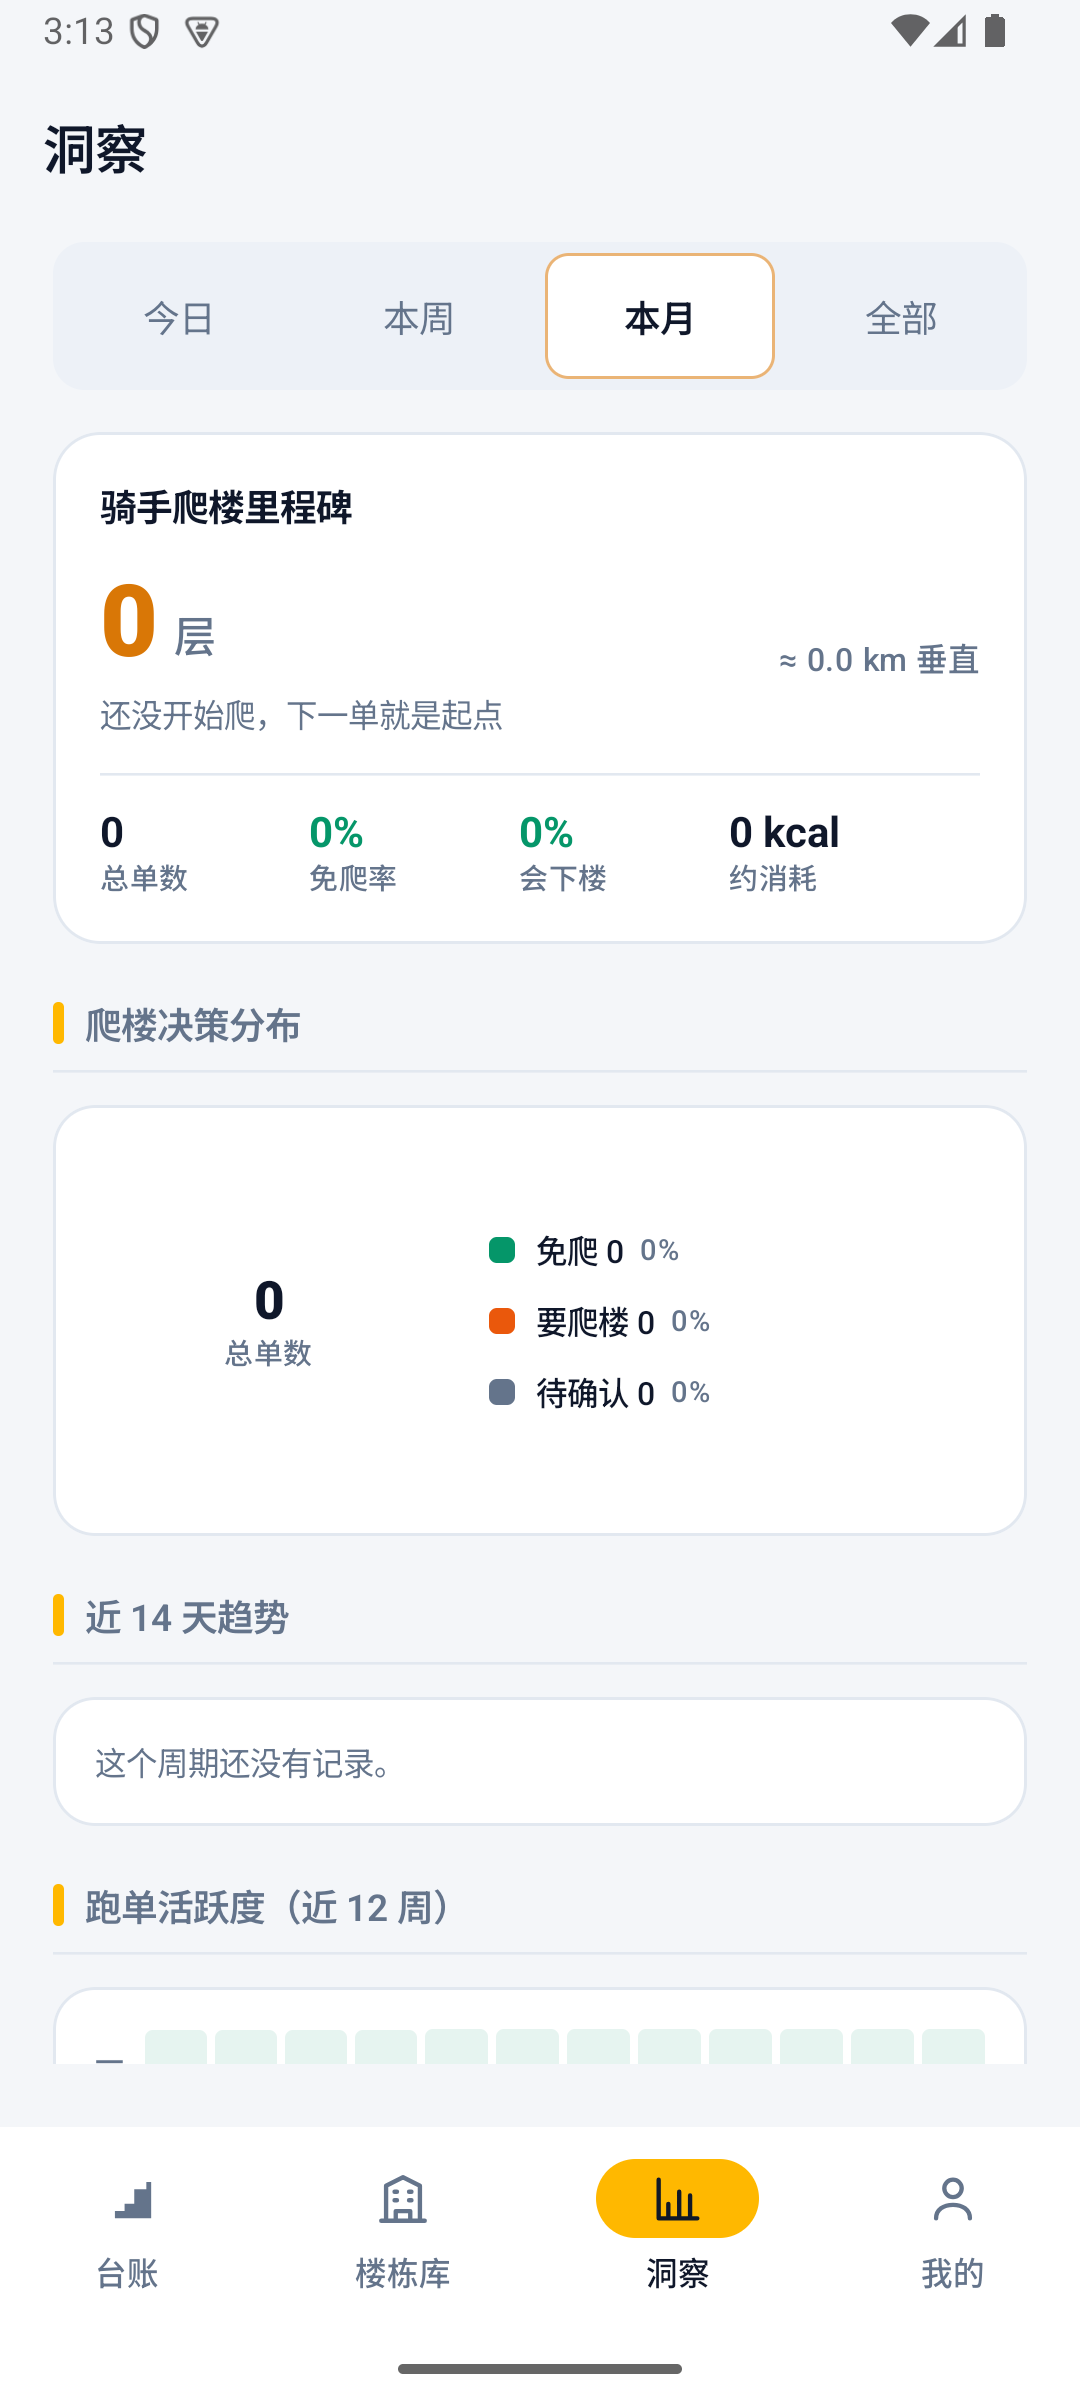 3:13
洞察
今日 本周 本月 全部
骑手爬楼里程碑
0 层
≈ 0.0 km 垂直
还没开始爬，下一单就是起点
0 0% 0% 0 kcal
总单数 免爬率 会下楼 约消耗
爬楼决策分布
免爬 0 0%
0
要爬楼 0 0%
总单数
待确认 0 0%
近 14 天趋势
这个周期还没有记录。
跑单活跃度（近 12 周）
台账 楼栋库 洞察 我的